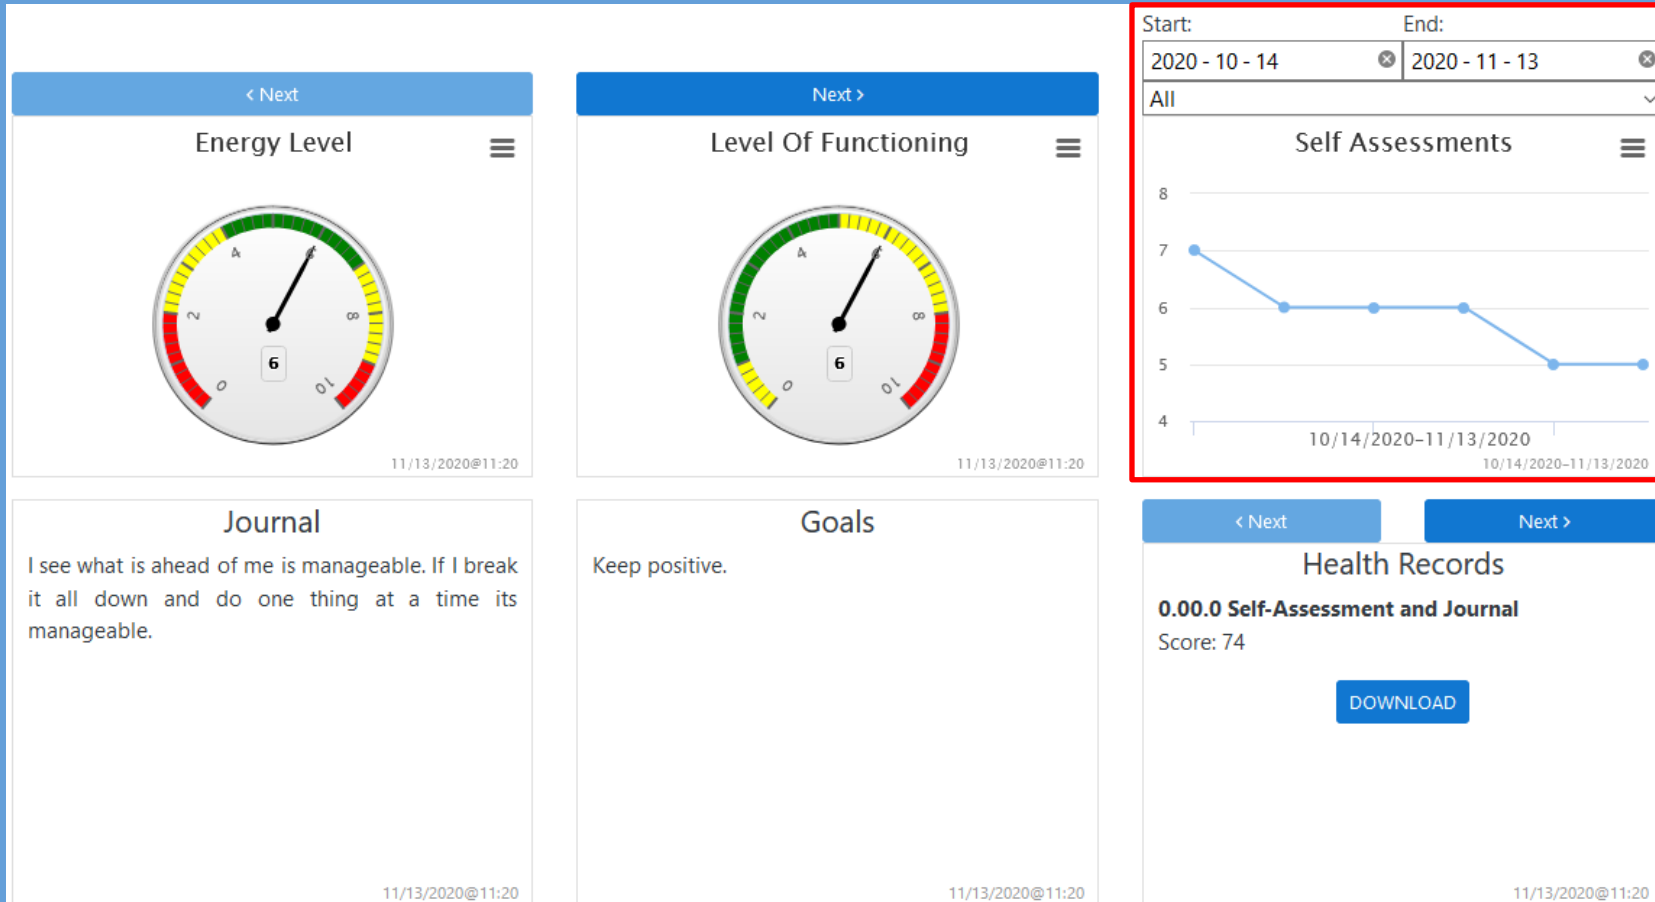 Start:
End:
2020 - 10 - 14
2020 - 11 - 13
All
< Next
Next >
Energy Level
0
2
4
6
8
10
6
11/13/2020@11:20
Level Of Functioning
0
2
4
6
8
10
6
11/13/2020@11:20
Self Assessments
8
7
6
5
4
10/14/2020-11/13/2020
10/14/2020-11/13/2020
Journal
I see what is ahead of me is manageable. If I break
it all down and do one thing at a time its
manageable.
11/13/2020@11:20
Goals
Keep positive.
11/13/2020@11:20
< Next
Next >
Health Records
0.00.0 Self-Assessment and Journal
Score: 74
DOWNLOAD
11/13/2020@11:20